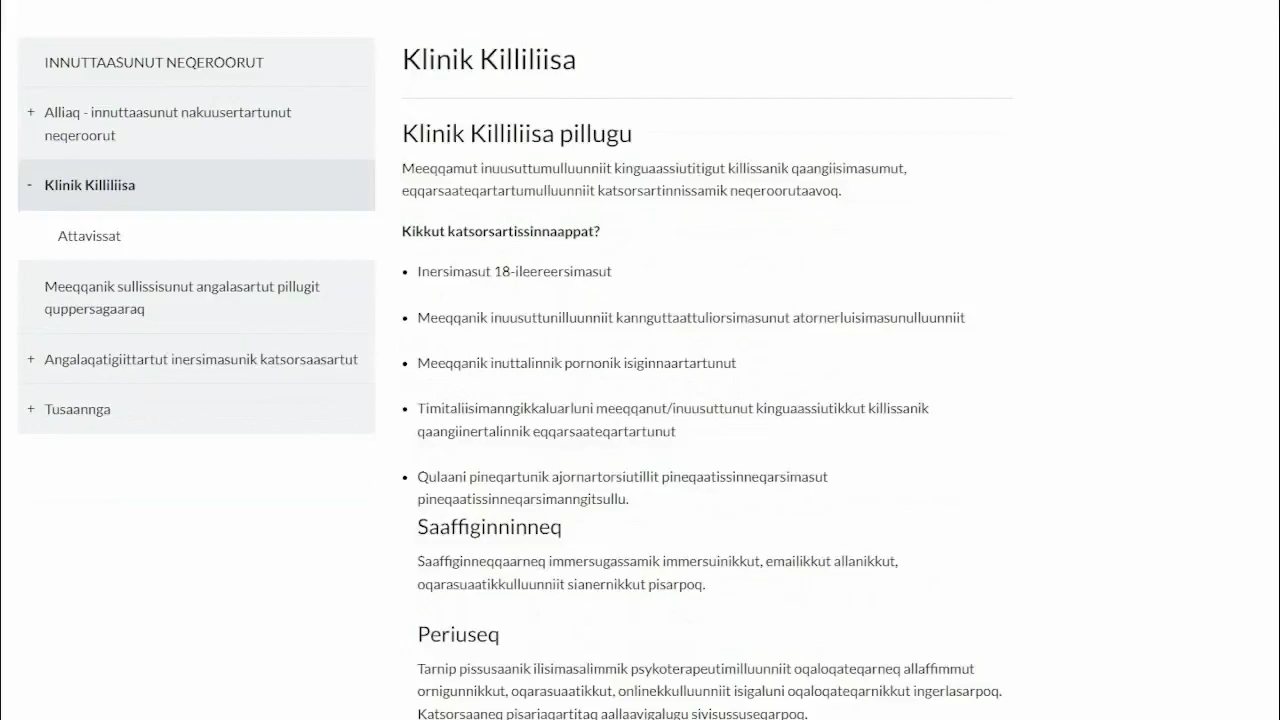 INNUTTAASUNUT NEQEROORUT
+ Alliaq - innuttaasunut nakuusertartunut
neqeroorut
- Klinik Killiliisa
Attavissat
Meeqqanik sullissisunut angalasartut pillugit
quppersagaaraq
+ Angalaqatigiittartut inersimasunik katsorsaasartut
+ Tusaannga
Klinik Killiliisa
Klinik Killiliisa pillugu
Meeqqamut inuusuttumulluunniit kinguaassiutitigut killissanik qaangiisimasumut,
eqqarsaateqartartumulluunniit katsorsartinnissamik neqeroorutaavoq.
Kikkut katsorsartissinnaappat?
• Inersimasut 18-ileereersimasut
• Meeqqanik inuusuttunilluunniit kannguttaattuliorsimasunut atornerluisimasunulluunniit
• Meeqqanik inuttalinnik pornonik isiginnaartartunut
• Timitaliisimanngikkaluarluni meeqqanut/inuusuttunut kinguaassiutikkut killissanik
qaangiinertalinnik eqqarsaateqartartunut
• Qulaani pineqartunik ajornartorsiutillit pineqaatissinneqarsimasut
pineqaatissinneqarsimanngitsullu.
Saaffiginninneq
Saaffiginneqqaarneq immersugassamik immersuinikkut, emailikkut allanikkut,
oqarasuaatikkulluunniit sianernikkut pisarpoq.
Periuseq
Tarnip pissusaanik ilisimasalimmik psykoterapeutimilluunniit oqaloqateqarneq allaffimmut
ornigunnikkut, oqarasuaatikkut, onlinekkulluunniit isigaluni oqaloqateqarnikkut ingerlasarpoq.
Katsorsaaneq pisariaqartitaq aallaavigalugu sivisussuseqarpoq.